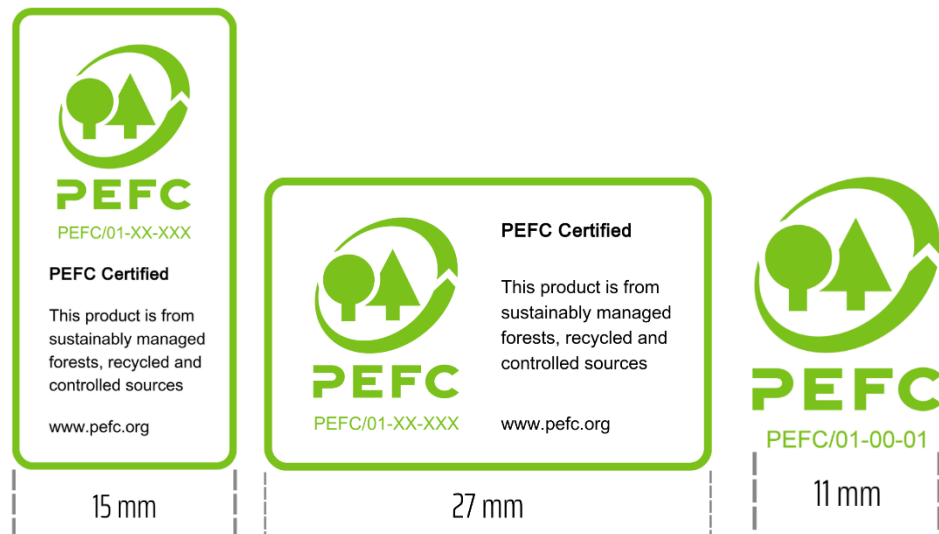 PEFC
PEFC/01-XX-XXX
PEFC Certified
This product is from
sustainably managed
forests, recycled and
controlled sources
www.pefc.org
15 mm
PEFC
PEFC/01-XX-XXX
PEFC Certified
This product is from
sustainably managed
forests, recycled and
controlled sources
www.pefc.org
27 mm
PEFC
PEFC/01-00-01
11 mm